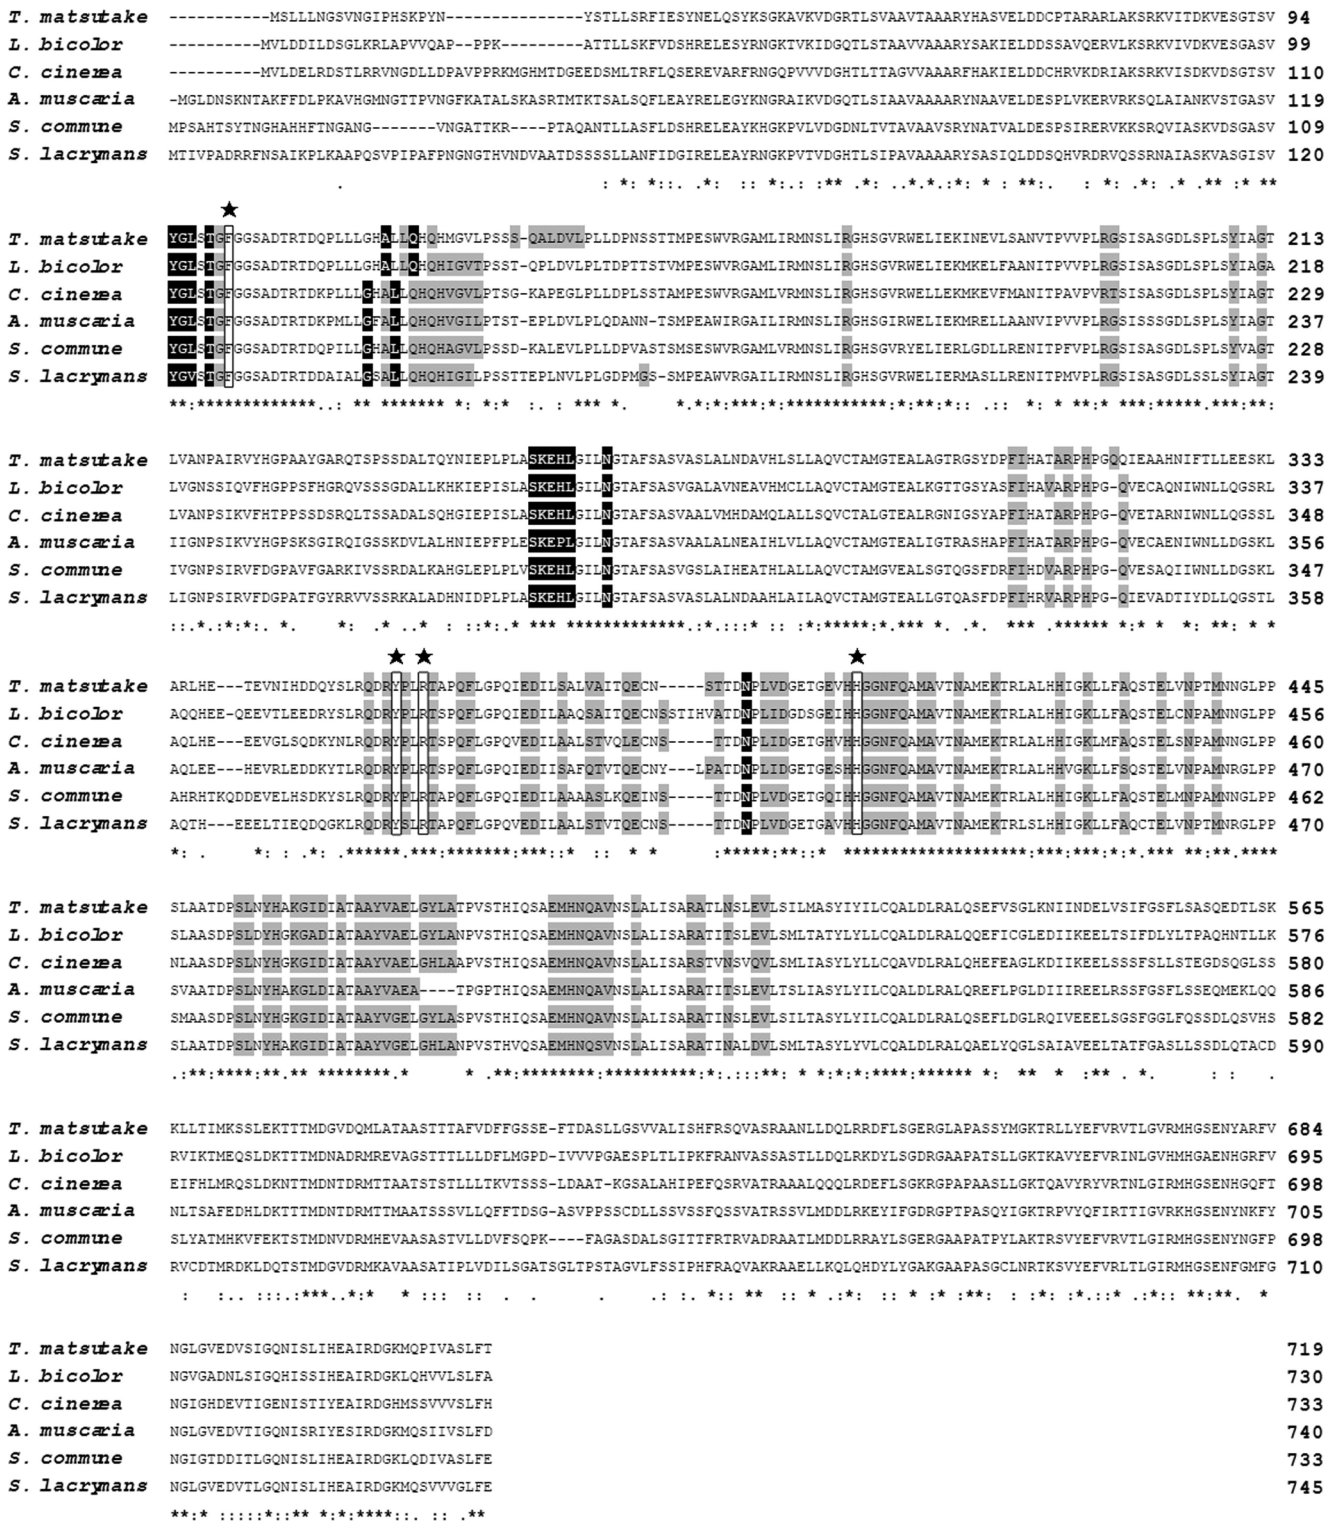 T. matsutake -----------MSLLLNGSVNGIPHSKPYN---------------YSTLLSRFIESYNELQSYKSGKAVKVDGRTLSVAAVTAAARYHASVELDDCPTARARLAKSRKVITDKVESGTSV 94
L. bicolor ----------MVLDDILDSGLKRLAPVVQAP--PPK---------ATTLLSKFVDSHRELESYRNGKTVKIDGQTLSTAAVVAAARYSAKIELDDSSAVQERVLKSRKVIVDKVESGASV 99
C. cinerea ----------MVLDELRDSTLRRVNGDLLDPAVPPRKMGHMTDGEEDSMLTRFLQSEREVARFRNGQPVVVDGHTLTTAGVVAAARFHAKIELDDCHRVKDRIAKSRKVISDKVDSGTSV 110
A. muscaria -MGLDNSKNTAKFFDLPKAVHGMNGTTPVNGFKATALSKASRTMTKTSALSQFLEAYRELEGYKNGRAIKVDGQTLSIAAVAAAARYNAAVELDESPLVKERVRKSQLAIANKVSTGASV 119
S. commune MPSAHTSYTNGHAHHFTNGANG-------VNGATTKR----PTAQANTLLASFLDSHRELEAYKHGKPVLVDGDNLTVTAVAAVSRYNATVALDESPSIRERVKKSRQVIASKVDSGASV 109
S. lacrymans MTIVPADRRFNSAIKPLKAAPQSVPIPAFPNGNGTHVNDVAATDSSSSLLANFIDGIRELEAYRNGKPVTVDGHTLSIPAVAAAARYSASIQLDDSQHVRDRVQSSRNAIASKVASGISV 120
. : *: *::. .*: :: *:.: :** .*: .*.*.:*: * : **:. : *: .*: * :** :* **
★
T. matsutake YGLSTGFGGSADTRTDQPLLLGHALLQHQHMGVLPSSS-QALDVLPLLDPNSSTTMPESWVRGAMLIRMNSLIRGHSGVRWELIEKINEVLSANVTPVVPLRGSISASGDLSPLSYIAGT 213
L. bicolor YGLSTGFGGSADTRTDQPLLLGHALLQHQHIGVTPSST-QPLDVLPLTDPTTSTVMPESWVRGAMLIRMNSLIRGHSGVRWELIEKMKELFAANITPVVPLRGSISASGDLSPLSYIAGA 218
C. cinerea YGLSTGFGGSADTRTDKPLLLGHALLQHQHVGVLPTSG-KAPEGLPLLDPLSSTAMPESWVRGAMLVRMNSLIRGHSGVRWELLEKMKEVFMANITPAVPVRTSISASGDLSPLSYIAGT 229
A. muscaria YGLSTGFGGSADTRTDKPMLLGFALLQHQHVGILPTST-EPLDVLPLQDANN-TSMPEAWIRGAILIRMNSLIRGHSGIRWELIEKMRELLAANVIPVVPLRGSISSSGDLSPLSYIAGT 237
S. commune YGLSTGFGGSADTRTDQPILLGHALLQHQHAGVLPSSD-KALEVLPLLDPVASTSMSESWVRGAMLVRMNSLIRGHSGVRYELIERLGDLLRENITPFVPLRGSISASGDLSPLSYVAGT 228
S. lacrymans YGVSTGFGGSADTRTDDAIALGSALLQHQHIGILPSSTTEPLNVLPLGDPMGS-SMPEAWVRGAILIRMNSLIRGHSGVRWELIERMASLLRENITPMVPLRGSISASGDLSSLSYIAGT 239
**:*************..: ** ******* *: *:* :. : *** *. *.*:*:***:*:***********:*:**:*:: .:: *: * **:* ***:*****.***:**:
T. matsutake LVANPAIRVYHGPAAYGARQTSPSSDALTQYNIEPLPLASKEHLGILNGTAFSASVASLALNDAVHLSLLAQVCTAMGTEALAGTRGSYDPFIHATARPHPGQQIEAAHNIFTLLEESKL 333
L. bicolor LVGNSSIQVFHGPPSFGHRQVSPSGDALLKHKIEPISLASKEHLGILNGTAFSASVGALAVNEAVHMCLLAQVCTAMGTEALKGTTGSYASFIHAVARPHPG-QVECAQNIWNLLQGSRL 337
C. cinerea LVANPSIKVFHTPPSSDSRQLTSSADALSQHGIEPISLASKEHLGILNGTAFSASVAALVMHDAMQLALLSQVCTALGTEALRGNIGSYAPFIHATARPHPG-QVETARNIWNLLQGSSL 348
A. muscaria IIGNPSIKVYHGPSKSGIRQIGSSKDVLALHNIEPFPLESKEPLGILNGTAFSASVAALALNEAIHLVLLAQVCTAMGTEALIGTRASHAPFIHATARPHPG-QVECAENIWNLLDGSKL 356
S. commune IVGNPSIRVFDGPAVFGARKIVSSRDALKAHGLEPLPLVSKEHLGILNGTAFSASVGSLAIHEATHLALLAQVCTAMGVEALSGTQGSFDRFIHDVARPHPG-QVESAQIIWNLLDGSKL 347
S. lacrymans LIGNPSIRVFDGPATFGYRRVVSSRKALADHNIDPLPLASKEHLGILNGTAFSASVASLALNDAAHLAILAQVCTAMGTEALLGTQASFDPFIHRVARPHPG-QIEVADTIYDLLQGSTL 358
::.*.:*:*. *. *: .* ..* : ::*:.* *** *************.:*.:::* :: :*:*****:*.*** *. .*. *** .****** *:* * *: **: * *
★ ★ ★
T. matsutake ARLHE---TEVNIHDDQYSLRQDRYPLRTAPQFLGPQIEDILSALVAITQECN-----STTDNPLVDGETGEVHHGGNFQAMAVTNAMEKTRLALHHIGKLLFAQSTELVNPTMNNGLPP 445
L. bicolor AQQHEE-QEEVTLEEDRYSLRQDRYPLRTSPQFLGPQIEDILAAQSAITQECNSSTIHVATDNPLIDGDSGEIHHGGNFQAMAVTNAMEKTRLALHHIGKLLFAQSTELCNPAMNNGLPP 456
C. cinerea AQLHE---EEVGLSQDKYNLRQDRYPLRTSPQFLGPQVEDILAALSTVQLECNS-----TTDNPLIDGETGHVHHGGNFQAMAVTNAMEKTRLALHHIGKLMFAQSTELSNPAMNNGLPP 460
A. muscaria AQLEE---HEVRLEDDKYTLRQDRYPLRTSPQFLGPQIEDIISAFQTVTQECNY---LPATDNPLIDGETGESHHGGNFQAMAVTNAMEKTRLALHHVGKLLFSQSTELVNPAMNRGLPP 470
S. commune AHRHTKQDDEVELHSDKYSLRQDRYPLRTAPQFLGPQIEDILAAAASLKQEINS-----TTDNPLVDGETGQIHHGGNFQAMAVTNAMEKTRLALHHIGKLLFAQSTELMNPAMNNGLPP 462
S. lacrymans AQTH---EEELTIEQDQGKLRQDRYSLRTAPQFLGPQVEDILAALSTVTQECNS-----TTDNPLVDGETGAVHHGGNFQAMAVTNAMEKTRLSLHHIGKLLFAQCTELVNPTMNRGLPP 470
*: . *: : .*: .******.***:*******:***::* :: * * :*****:**::* ********************:***:***:*:*.*** **:**.****
T. matsutake SLAATDPSLNYHAKGIDIATAAYVAELGYLATPVSTHIQSAEMHNQAVNSLALISARATLNSLEVLSILMASYIYILCQALDLRALQSEFVSGLKNIINDELVSIFGSFLSASQEDTLSK 565
L. bicolor SLAASDPSLDYHGKGADIATAAYVAELGYLANPVSTHIQSAEMHNQAVNSLALISARATITSLEVLSMLTATYLYLLCQALDLRALQQEFICGLEDIIKEELTSIFDLYLTPAQHNTLLK 576
C. cinerea NLAASDPSLNYHGKGIDIATAAYVAELGHLAAPVSTHIQSAEMHNQAVNSLALISARSTVNSVQVLSMLIASYLYLLCQAVDLRALQHEFEAGLKDIIKEELSSSFSLLSTEGDSQGLSS 580
A. muscaria SVAATDPSLNYHAKGLDIATAAYVAEA----TPGPTHIQSAEMHNQAVNSLALISARATITSLEVLTSLIASYLYILCQALDLRALQREFLPGLDIIIREELRSSFGSFLSSEQMEKLQQ 586
S. commune SMAASDPSLNYHGKGIDIATAAYVGELGYLASPVSTHIQSAEMHNQAVNSLALISARATINSLEVLSILTASYLYILCQALDLRALQSEFLDGLRQIVEEELSGSFGGLFQSSDLQSVHS 582
S. lacrymans SLAATDPSLNYHAKGIDIATAAYVGELGHLANPVSTHVQSAEMHNQSVNSLALISARATINALDVLSMLTASYLYVLCQALDLRALQAELYQGLSAIAVEELTATFGASLLSSDLQTACD 590
.:**:****:**.** ********.* * .**:********:**********:*:.:::**: * *:*:*:****:****** *: ** * :** . *. : : .
T. matsutake KLLTIMKSSLEKTTTMDGVDQMLATAASTTTAFVDFFGSSE-FTDASLLGSVVALISHFRSQVASRAANLLDQLRRDFLSGERGLAPASSYMGKTRLLYEFVRVTLGVRMHGSENYARFV 684
L. bicolor RVIKTMEQSLDKTTTMDNADRMREVAGSTTTLLLDFLMGPD-IVVVPGAESPLTLIPKFRANVASSASTLLDQLRKDYLSGDRGAAPATSLLGKTKAVYEFVRINLGVHMHGAENHGRFV 695
C. cinerea EIFHLMRQSLDKNTTMDNTDRMTTAATSTSTLLLTKVTSSS-LDAAT-KGSALAHIPEFQSRVATRAAALQQQLRDEFLSGKRGPAPAASLLGKTQAVYRYVRTNLGIRMHGSENHGQFT 698
A. muscaria NLTSAFEDHLDKTTTMDNTDRMTTMAATSSSVLLQFFTDSG-ASVPPSSCDLLSSVSSFQSSVATRSSVLMDDLRKEYIFGDRGPTPASQYIGKTRPVYQFIRTTIGVRKHGSENYNKFY 705
S. commune SLYATMHKVFEKTSTMDNVDRMHEVAASASTVLLDVFSQPK----FAGASDALSGITTFRTRVADRAATLMDDLRRAYLSGERGAAPATPYLAKTRSVYEFVRVTLGIRMHGSENYNGFP 698
S. lacrymans RVCDTMRDKLDQTSTMDGVDRMKAVAASATIPLVDILSGATSGLTPSTAGVLFSSIPHFRAQVAKRAAELLKQLQHDYLYGAKGAAPASGCLNRTKSVYEFVRLTLGIRMHGSENFGMFG 710
: :.. :::.:***..*:* * ::: :: . . . .: :. *:: ** :: * .:*: :: * :* :**: : :*: :*.::* .:*:: **:**. *
T. matsutake NGLGVEDVSIGQNISLIHEAIRDGKMQPIVASLFT 719
L. bicolor NGVGADNLSIGQHISSIHEAIRDGKLQHVVLSLFA 730
C. cinerea NGIGHDEVTIGENISTIYEAIRDGHMSSVVVSLFH 733
A. muscaria NGLGVEDVTIGQNISRIYESIRDGKMQSIIVSLFD 740
S. commune NGIGTDDITLGQNISLIHEAIRDGKLQDIVASLFE 733
S. lacrymans NGLGVEDVTLGQNISLIHEAIRDGKMQSVVVGLFE 745
**:* :::::*::** *:*:****::. :: .**